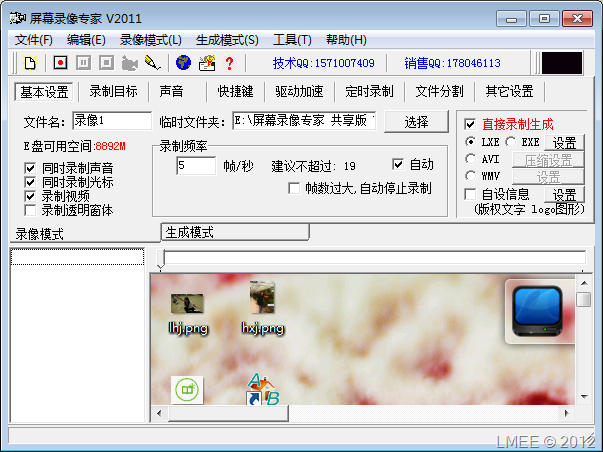 屏幕录像专家 V2011
文件(F) 编辑(E) 录像模式(L) 生成模式(S) 工具(T) 帮助(H)
技术QQ:1571007409 销售QQ:178046113
基本设置 录制目标 声音 快捷键 驱动加速 定时录制 文件分割 其它设置
文件名: 录像1 临时文件夹: E:\屏幕录像专家 共享版 选择
直接录制生成
E盘可用空间:8892M
录制频率
LXE EXE 设置
5 帧/秒 建议不超过: 19 自动
同时录制声音
AVI 压缩设置
同时录制光标
WMV 设置
录制视频
帧数过大,自动停止录制
自设信息 设置
录制透明窗体
(版权文字 logo图形)
录像模式 生成模式
lhj.png hxj.png
A
B
LMEE © 2012